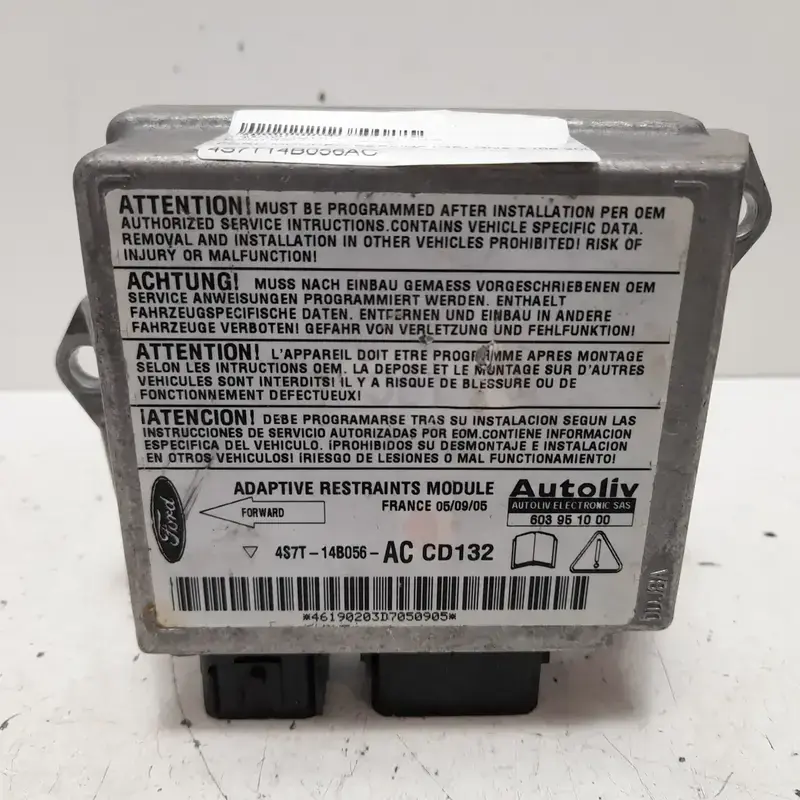 4S7T14B056AC
ATTENTION! MUST BE PROGRAMMED AFTER INSTALLATION PER OEM
AUTHORIZED SERVICE INTRUCTIONS.CONTAINS VEHICLE SPECIFIC DATA.
REMOVAL AND INSTALLATION IN OTHER VEHICLES PROHIBITED! RISK OF
INJURY OR MALFUNCTION!
ACHTUNG! MUSS NACH EINBAU GEMAESS VORGESCHRIEBENEN OEM
SERVICE ANWEISUNGEN PROGRAMMIERT WERDEN. ENTHAELT
FAHRZEUGSPEZIFISCHE DATEN. ENTFERNEN UND EINBAU IN ANDERE
FAHRZEUGE VERBOTEN! GEFAHR VON VERLETZUNG UND FEHLFUNKTION!
ATTENTION! L'APPAREIL DOIT ETRE PROGRAMME APRES MONTAGE
SELON LES INTRUCTIONS OEM. LA DEPOSE ET LE MONTAGE SUR D'AUTRES
VEHICULES SONT INTERDITS! IL Y A RISQUE DE BLESSURE OU DE
FONCTIONNEMENT DEFECTUEUX!
¡ATENCION! DEBE PROGRAMARSE TRAS SU INSTALACION SEGUN LAS
INSTRUCCIONES DE SERVICIO AUTORIZADAS POR EOM.CONTIENE INFORMACION
ESPECIFICA DEL VEHICULO. ¡PROHIBIDOS SU DESMONTAJE E INSTALACION
EN OTROS VEHICULOS! ¡RIESGO DE LESIONES O MAL FUNCIONAMIENTO!
Ford
FORWARD
ADAPTIVE RESTRAINTS MODULE
FRANCE 05/09/05
Autoliv
AUTOLIV ELECTRONIC SAS
603 95 10 00
4S7T-14B056-AC CD132
*46190203D7050905*